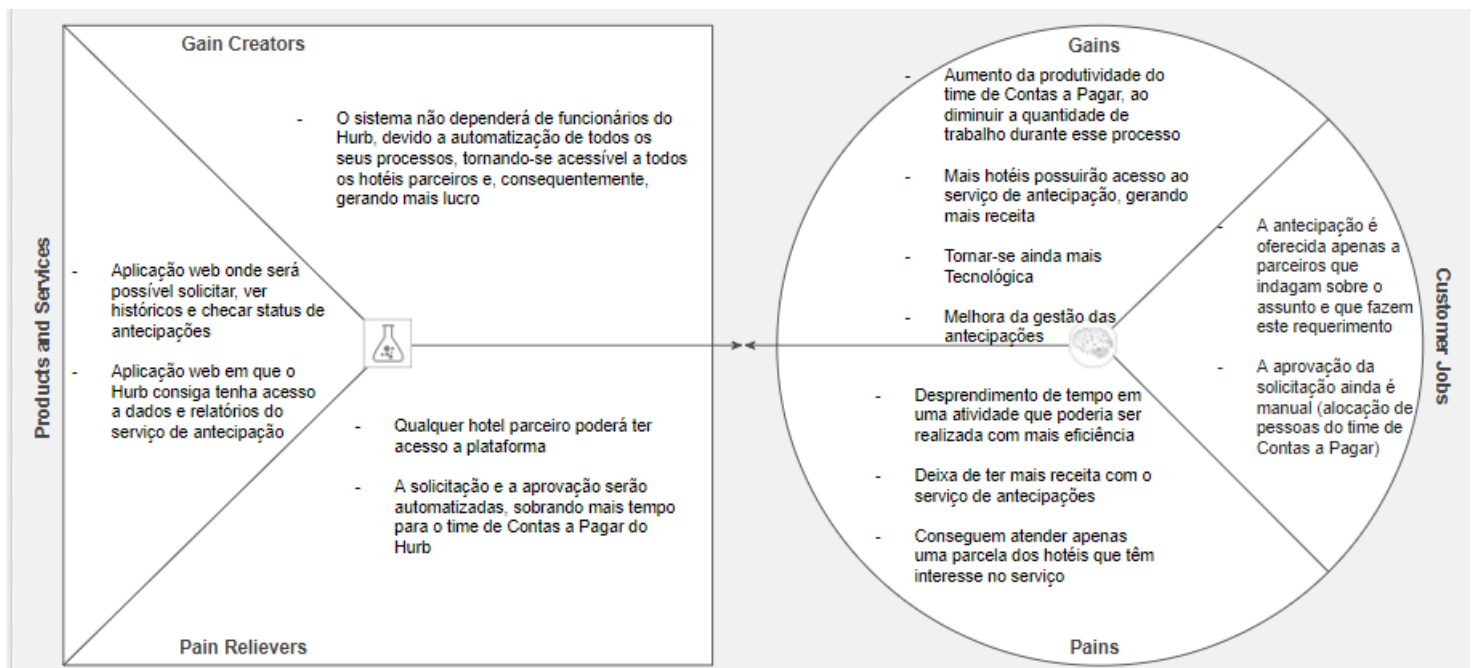 Gain Creators
- O sistema não dependerá de funcionários do
Hurb, devido a automatização de todos os
seus processos, tornando-se acessível a todos
os hotéis parceiros e, consequentemente,
gerando mais lucro
Products and Services
- Aplicação web onde será
possível solicitar, ver
históricos e checar status de
antecipações
- Aplicação web em que o
Hurb consiga tenha acesso
a dados e relatórios do
serviço de antecipação
- Qualquer hotel parceiro poderá ter
acesso a plataforma
- A solicitação e a aprovação serão
automatizadas, sobrando mais tempo
para o time de Contas a Pagar do
Hurb
Pain Relievers
Gains
- Aumento da produtividade do
time de Contas a Pagar, ao
diminuir a quantidade de
trabalho durante esse processo
- Mais hotéis possuirão acesso ao
serviço de antecipação, gerando
mais receita
- Tornar-se ainda mais
Tecnológica
- Melhora da gestão das
antecipações
- A antecipação é
oferecida apenas a
parceiros que
indagam sobre o
assunto e que fazem
este requerimento
- A aprovação da
solicitação ainda é
manual (alocação de
pessoas do time de
Contas a Pagar)
Customer Jobs
- Desprendimento de tempo em
uma atividade que poderia ser
realizada com mais eficiência
- Deixa de ter mais receita com o
serviço de antecipações
- Conseguem atender apenas
uma parcela dos hotéis que têm
interesse no serviço
Pains